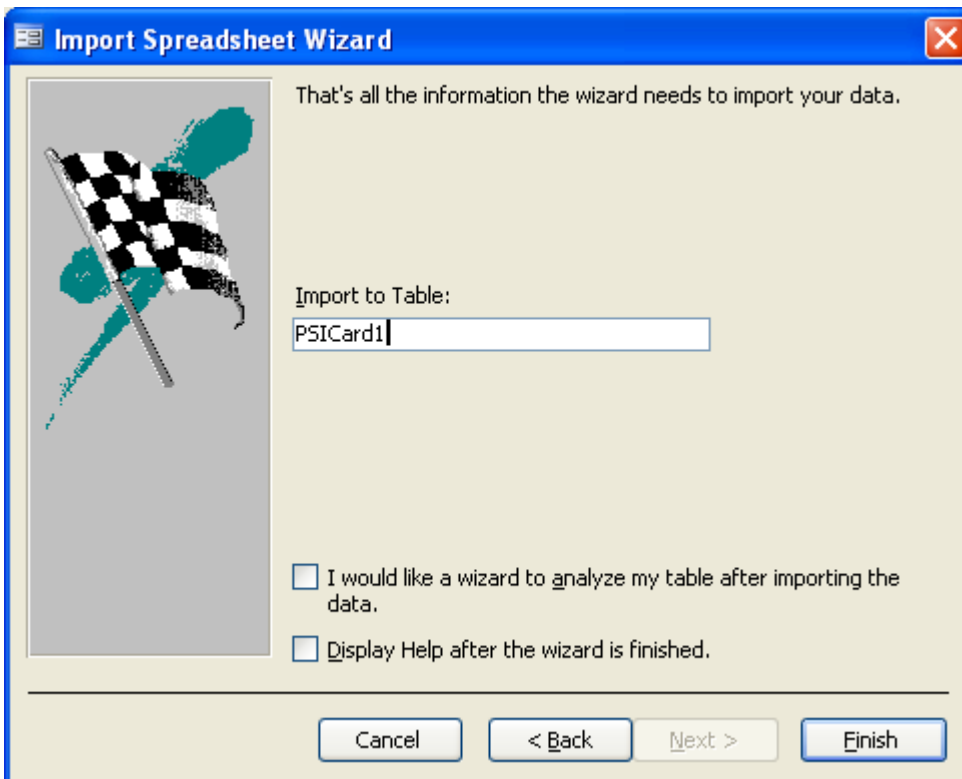 Import Spreadsheet Wizard
That's all the information the wizard needs to import your data.
Import to Table:
PSICard1
I would like a wizard to analyze my table after importing the
data.
Display Help after the wizard is finished.
Cancel
< Back
Next >
Finish